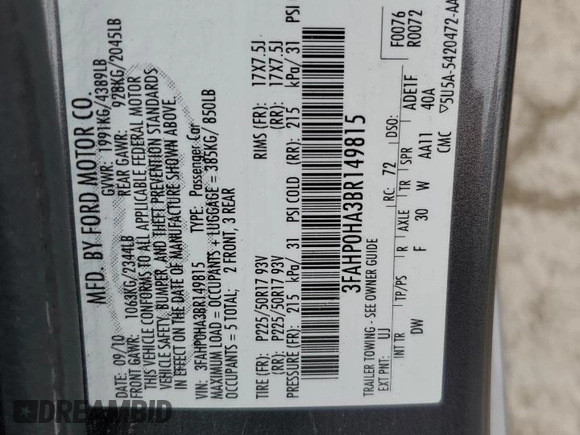 MFD. BY FORD MOTOR CO.
DATE: 09/10 GVWR: 1991KG/4389LB
FRONT GAWR: 1063KG/2344LB REAR GAWR: 928KG/2045LB
THIS VEHICLE CONFORMS TO ALL APPLICABLE FEDERAL MOTOR
VEHICLE SAFETY, BUMPER, AND THEFT PREVENTION STANDARDS
IN EFFECT ON THE DATE OF MANUFACTURE SHOWN ABOVE.
VIN: 3FAHP0HA3BR149815 TYPE: Passenger Car
MAXIMUM LOAD = OCCUPANTS + LUGGAGE = 385KG/ 850LB
OCCUPANTS = 5 TOTAL; 2 FRONT, 3 REAR
TIRE (FR): P225/50R17 93V RIMS (FR): 17X7.5J
TIRE (RR): P225/50R17 93V RIMS (RR): 17X7.5J
PRESSURE (FR): 215 kPa/ 31 PSI COLD (RR): 215 kPa/ 31 PSI
3FAHP0HA3BR149815
F0076
R0072
TRAILER TOWING - SEE OWNER GUIDE
EXT PNT: UJ RC: 72 DSO:
INT TR TP/PS R AXLE TR SPR ADE1F
DW F 30 W AA11 40A
CMC ▽5U5A-5420472-AA
DREAMBID